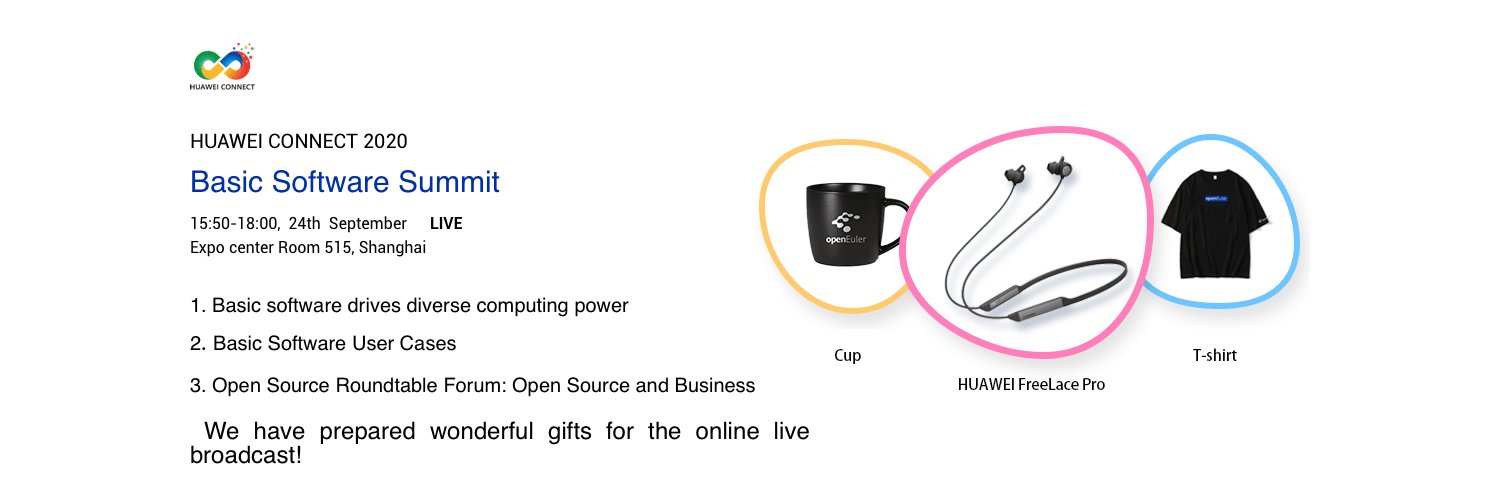 HUAWEI CONNECT
HUAWEI CONNECT 2020
Basic Software Summit
15:50-18:00, 24th September LIVE
Expo center Room 515, Shanghai
1. Basic software drives diverse computing power
2. Basic Software User Cases
3. Open Source Roundtable Forum: Open Source and Business
We have prepared wonderful gifts for the online live
broadcast!
openEuler
openEuler
Cup
HUAWEI FreeLace Pro
T-shirt